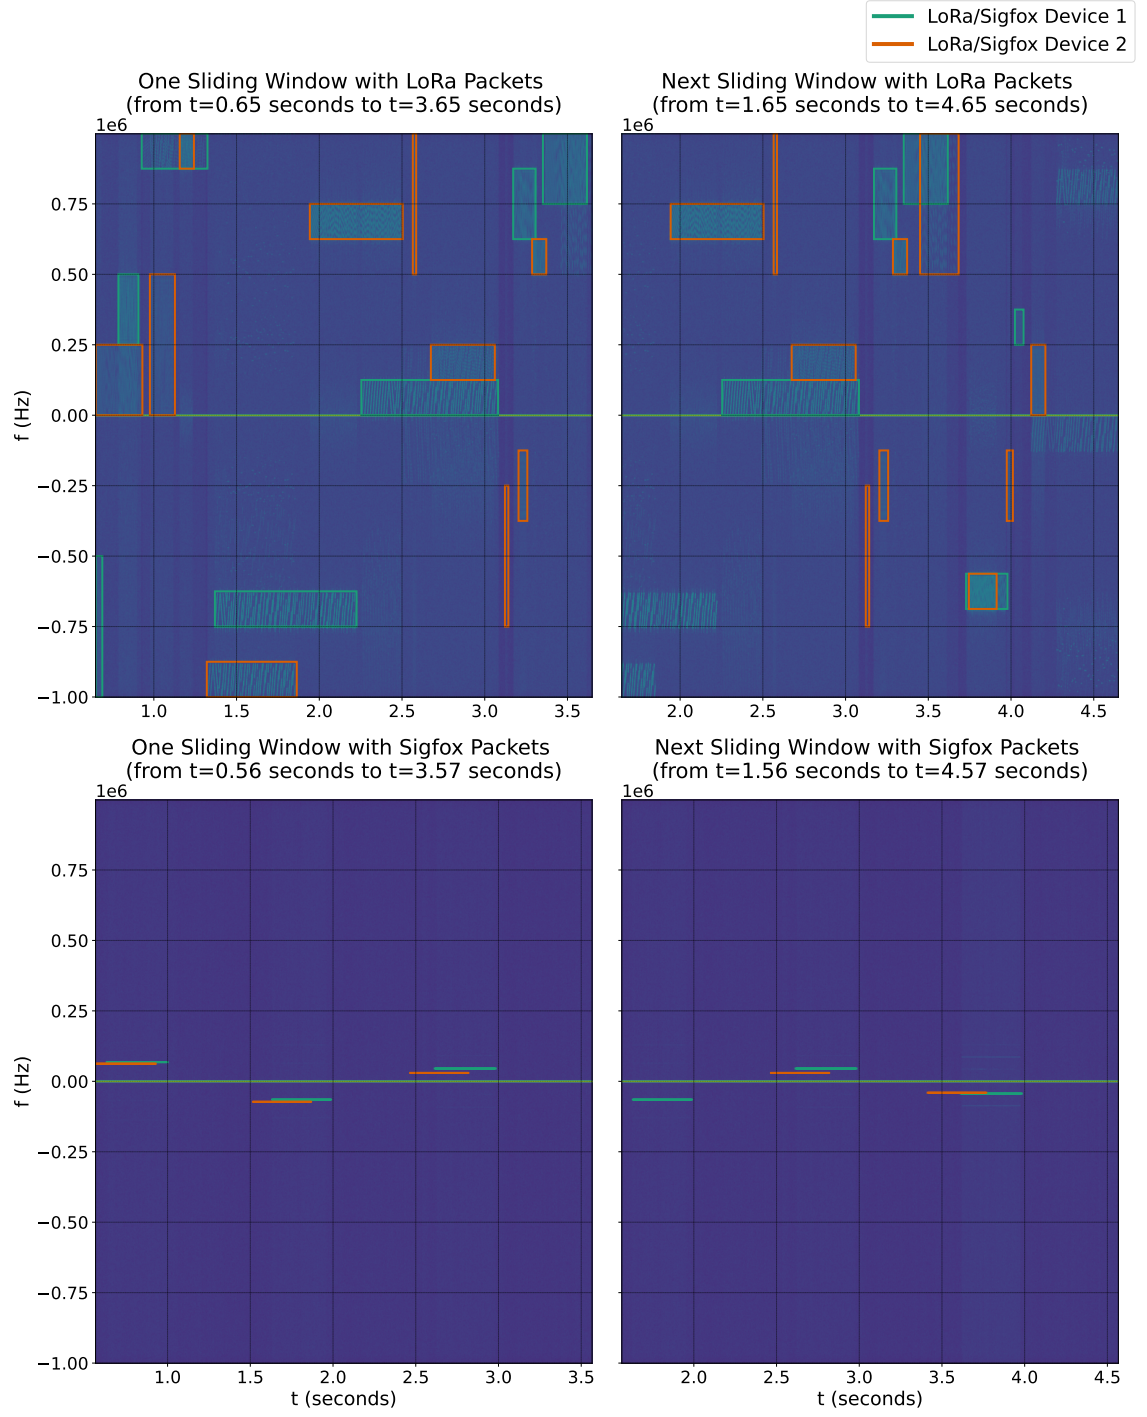 LoRa/Sigfox Device 1
LoRa/Sigfox Device 2
One Sliding Window with LoRa Packets
(from t=0.65 seconds to t=3.65 seconds)
Next Sliding Window with LoRa Packets
(from t=1.65 seconds to t=4.65 seconds)
1e6
1e6
0.75
0.50
0.25
0.00
−0.25
−0.50
−0.75
−1.00
f (Hz)
1.0 1.5 2.0 2.5 3.0 3.5
2.0 2.5 3.0 3.5 4.0 4.5
One Sliding Window with Sigfox Packets
(from t=0.56 seconds to t=3.57 seconds)
Next Sliding Window with Sigfox Packets
(from t=1.56 seconds to t=4.57 seconds)
1e6
1e6
0.75
0.50
0.25
0.00
−0.25
−0.50
−0.75
−1.00
f (Hz)
1.0 1.5 2.0 2.5 3.0 3.5
t (seconds)
2.0 2.5 3.0 3.5 4.0 4.5
t (seconds)